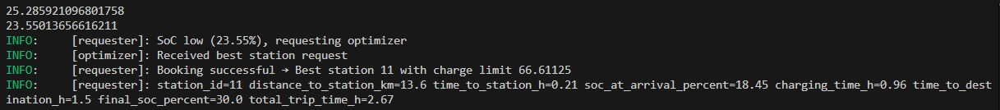 25.285921096801758
23.55013656616211
INFO:     [requester]: SoC low (23.55%), requesting optimizer
INFO:     [optimizer]: Received best station request
INFO:     [requester]: Booking successful → Best station 11 with charge limit 66.61125
INFO:     [requester]: station_id=11 distance_to_station_km=13.6 time_to_station_h=0.21 soc_at_arrival_percent=18.45 charging_time_h=0.96 time_to_dest
ination_h=1.5 final_soc_percent=30.0 total_trip_time_h=2.67